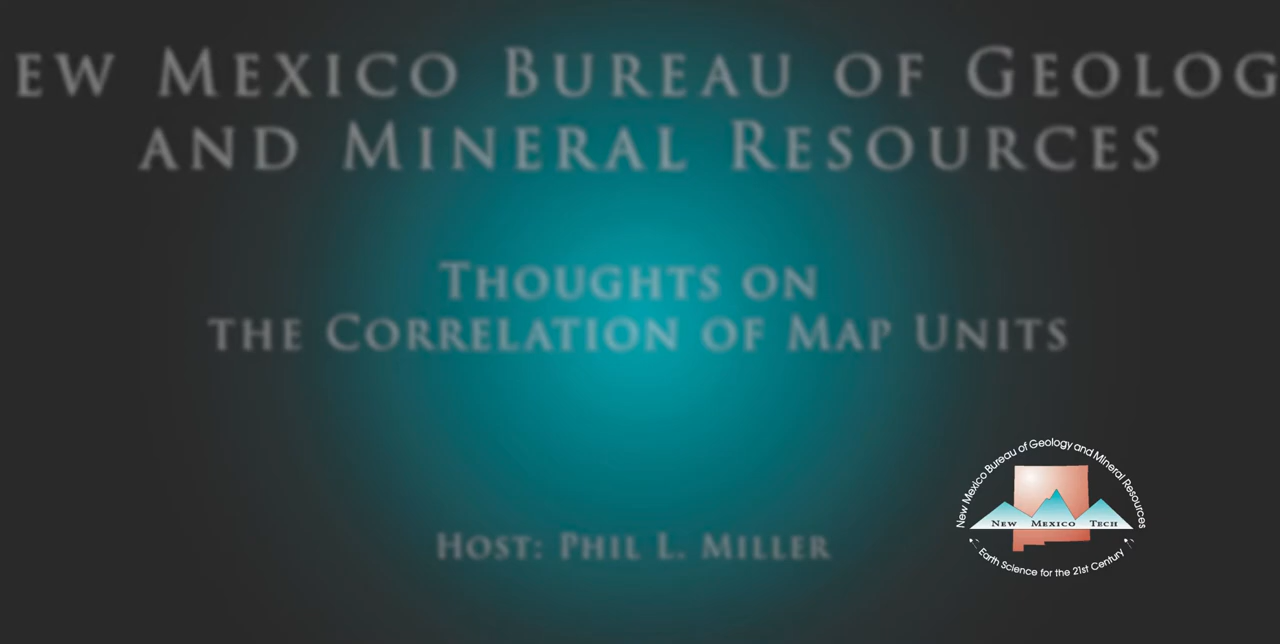 ew Mexico Bureau of Geolog
and Mineral Resources
Thoughts on
the Correlation of Map Units
Host: Phil L. Miller
New Mexico Bureau of Geology and Mineral Resources
New Mexico Tech
Earth Science for the 21st Century